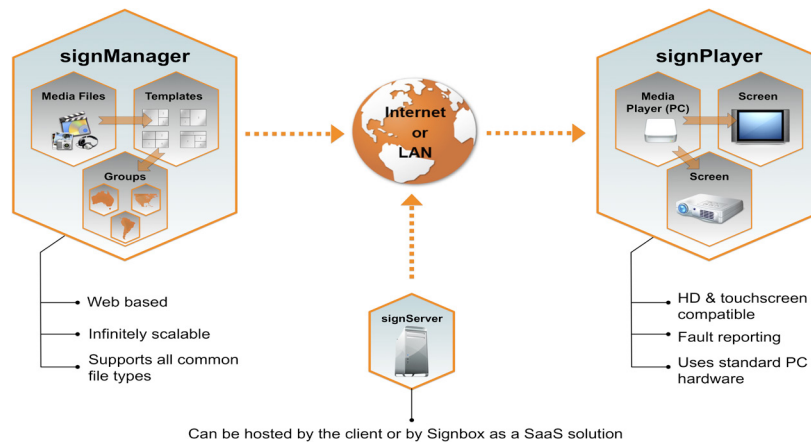 signManager
Media Files
Templates
Groups
Internet
or
LAN
signPlayer
Media
Player (PC)
Screen
Screen
Web based
Infinitely scalable
Supports all common
file types
signServer
HD & touchscreen
compatible
Fault reporting
Uses standard PC
hardware
Can be hosted by the client or by Signbox as a SaaS solution